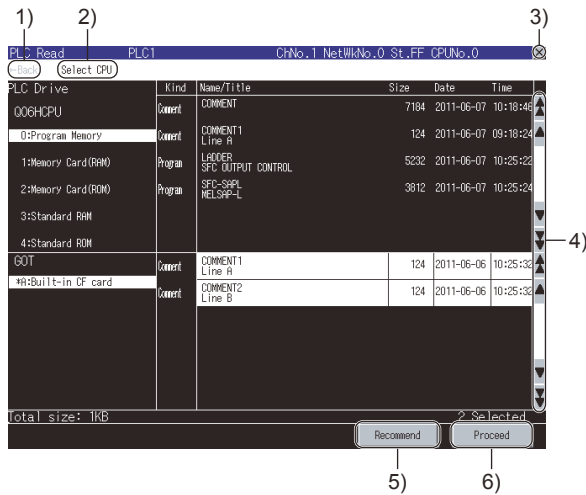 1) 2) 3)
PLC Read PLC1 ChNo.1 NetWkNo.0 St.FF CPUNo.0
←Back Select CPU
PLC Drive Kind Name/Title Size Date Time
Q06HCPU Comment COMMENT 7184 2011-06-07 10:18:46
0:Program Memory Comment COMMENT1 124 2011-06-07 09:18:24
Line A
1:Memory Card(RAM) Program LADDER 5232 2011-06-07 10:25:22
SFC OUTPUT CONTROL
2:Memory Card(ROM) Program SFC-SAPL 3812 2011-06-07 10:25:24
MELSAP-L
3:Standard RAM
4:Standard ROM
4)
GOT Comment COMMENT1 124 2011-06-06 10:25:32
Line A
*A:Built-in CF card Comment COMMENT2 124 2011-06-06 10:25:32
Line B
Total size: 1KB 2 Selected
Recommend Proceed
5) 6)